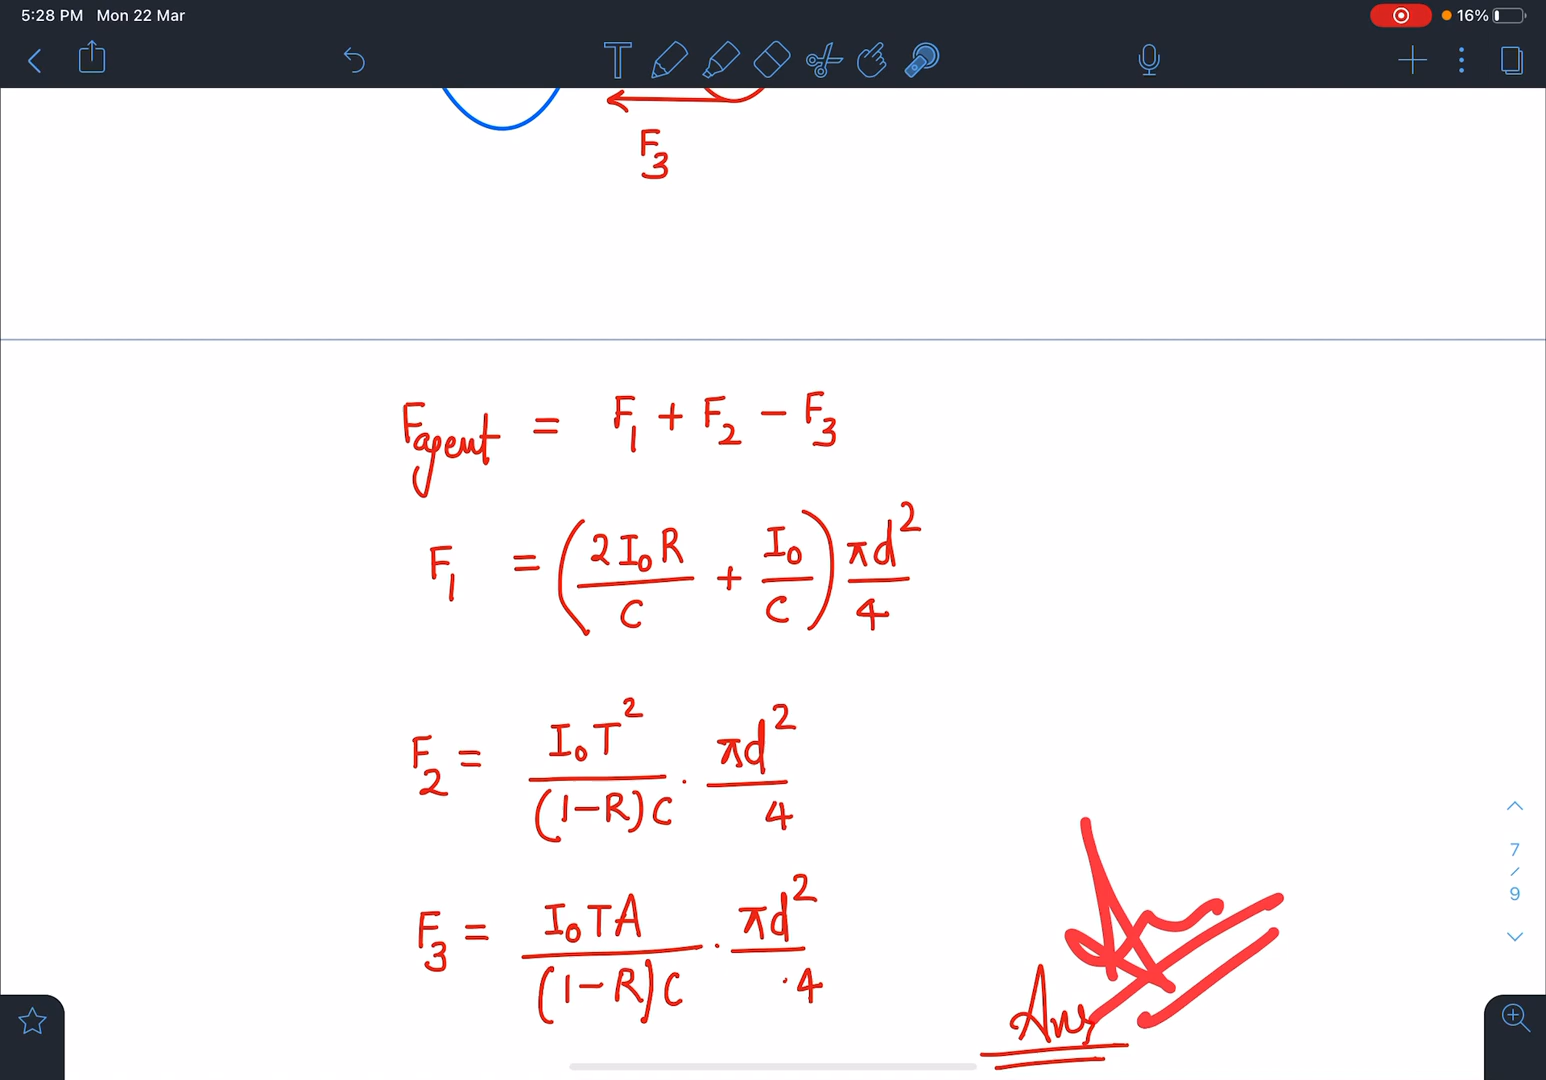 5:28 PM Mon 22 Mar 16%
T
F₃
F_agent = F₁ + F₂ − F₃
F₁ = (2I₀R/C + I₀/C) πd²/4
F₂ = I₀T²/(1−R)C · πd²/4
7
/
9
F₃ = I₀TA/(1−R)C · πd²/4
Ans